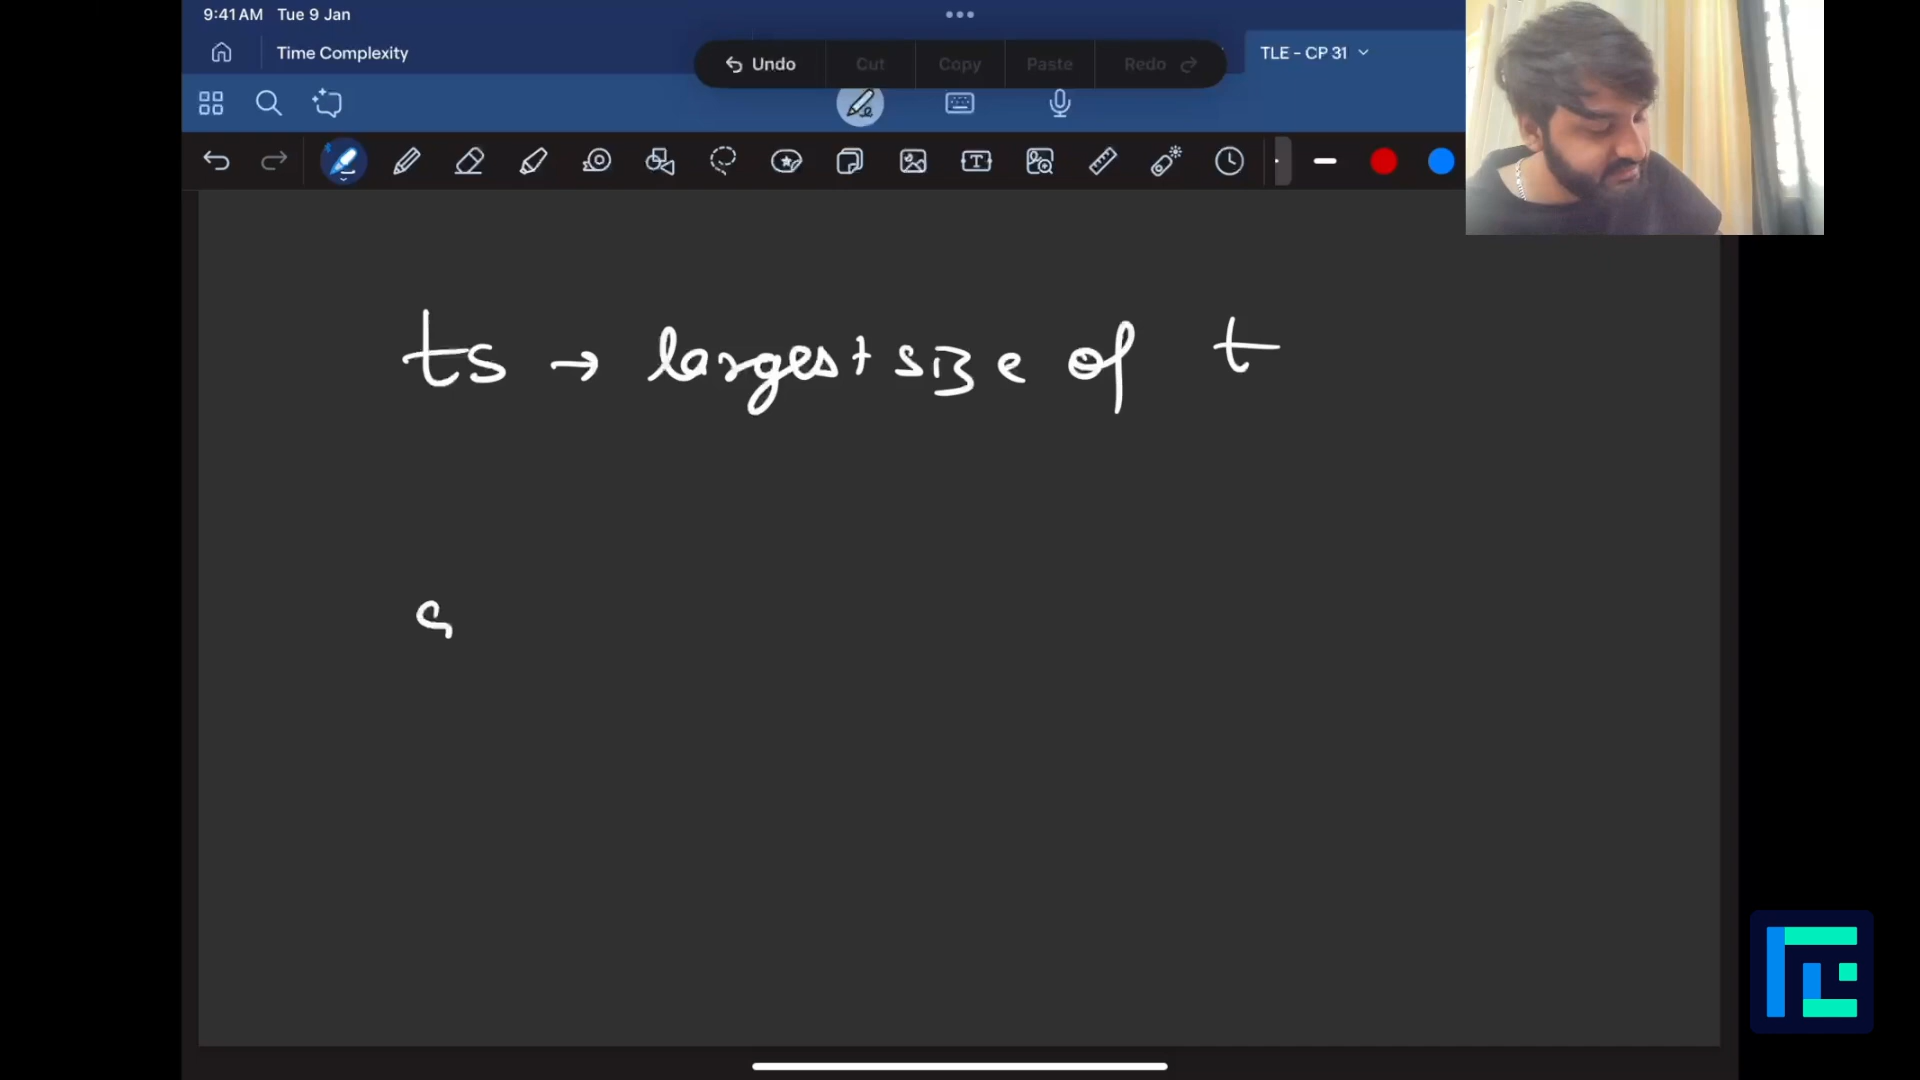 9:41 AM Tue 9 Jan
Time Complexity
Undo Cut Copy Paste Redo
TLE - CP 31
ts → largest size of t
s